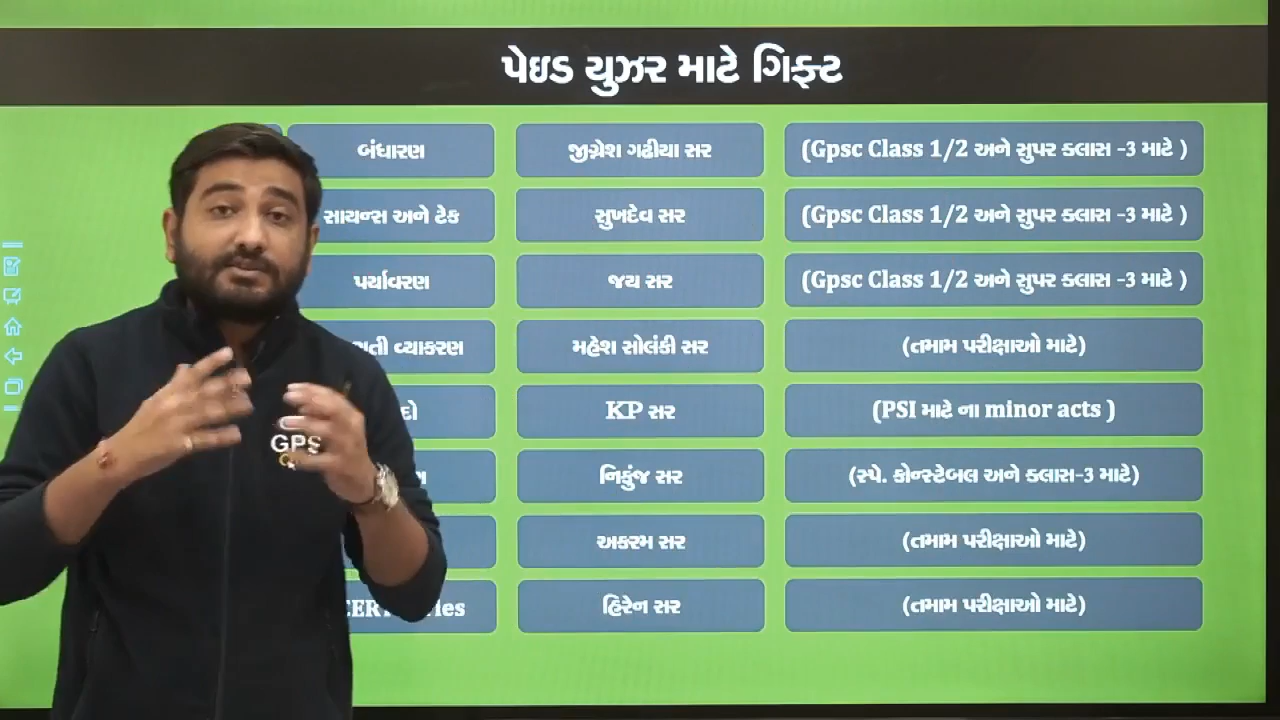 પેઇડ યુઝર માટે ગિફ્ટ
બંધારણ જીગ્નેશ ગઢીયા સર (Gpsc Class 1/2 અને સુપર ક્લાસ -3 માટે )
સાયન્સ અને ટેક સુખદેવ સર (Gpsc Class 1/2 અને સુપર ક્લાસ -3 માટે )
પર્યાવરણ જય સર (Gpsc Class 1/2 અને સુપર ક્લાસ -3 માટે )
વ્યાકરણ મહેશ સોલંકી સર (તમામ પરીક્ષાઓ માટે)
KP સર (PSI માટે ના minor acts )
નિકુંજ સર (સ્પે. કોન્સ્ટેબલ અને ક્લાસ-3 માટે)
અકરમ સર (તમામ પરીક્ષાઓ માટે)
હિરેન સર (તમામ પરીક્ષાઓ માટે)
GPS